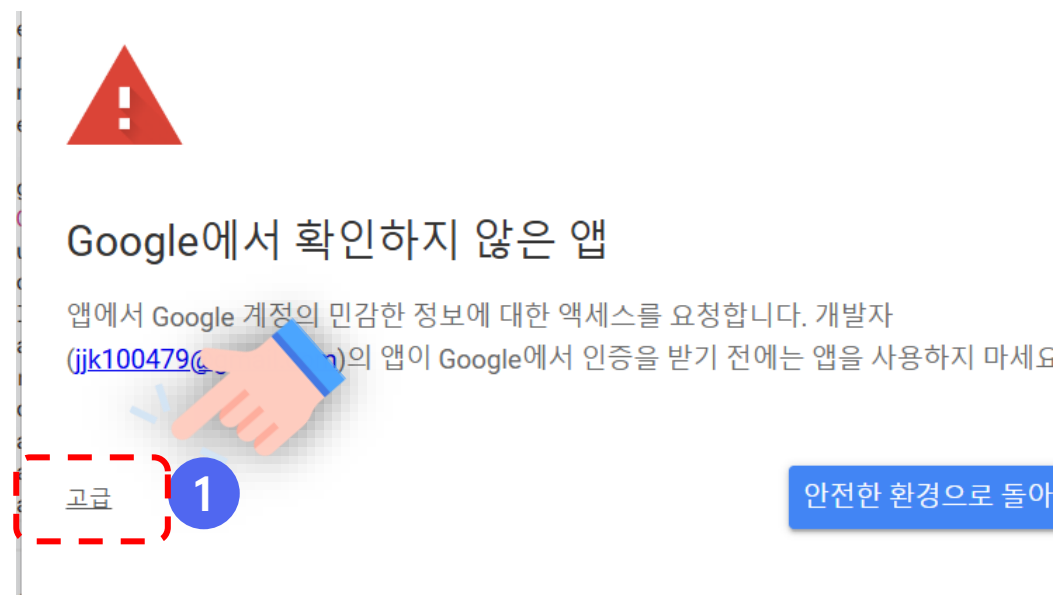 Google에서 확인하지 않은 앱
앱에서 Google 계정의 민감한 정보에 대한 액세스를 요청합니다. 개발자
(jjk100479@ )의 앱이 Google에서 인증을 받기 전에는 앱을 사용하지 마세요
고급
1
안전한 환경으로 돌아